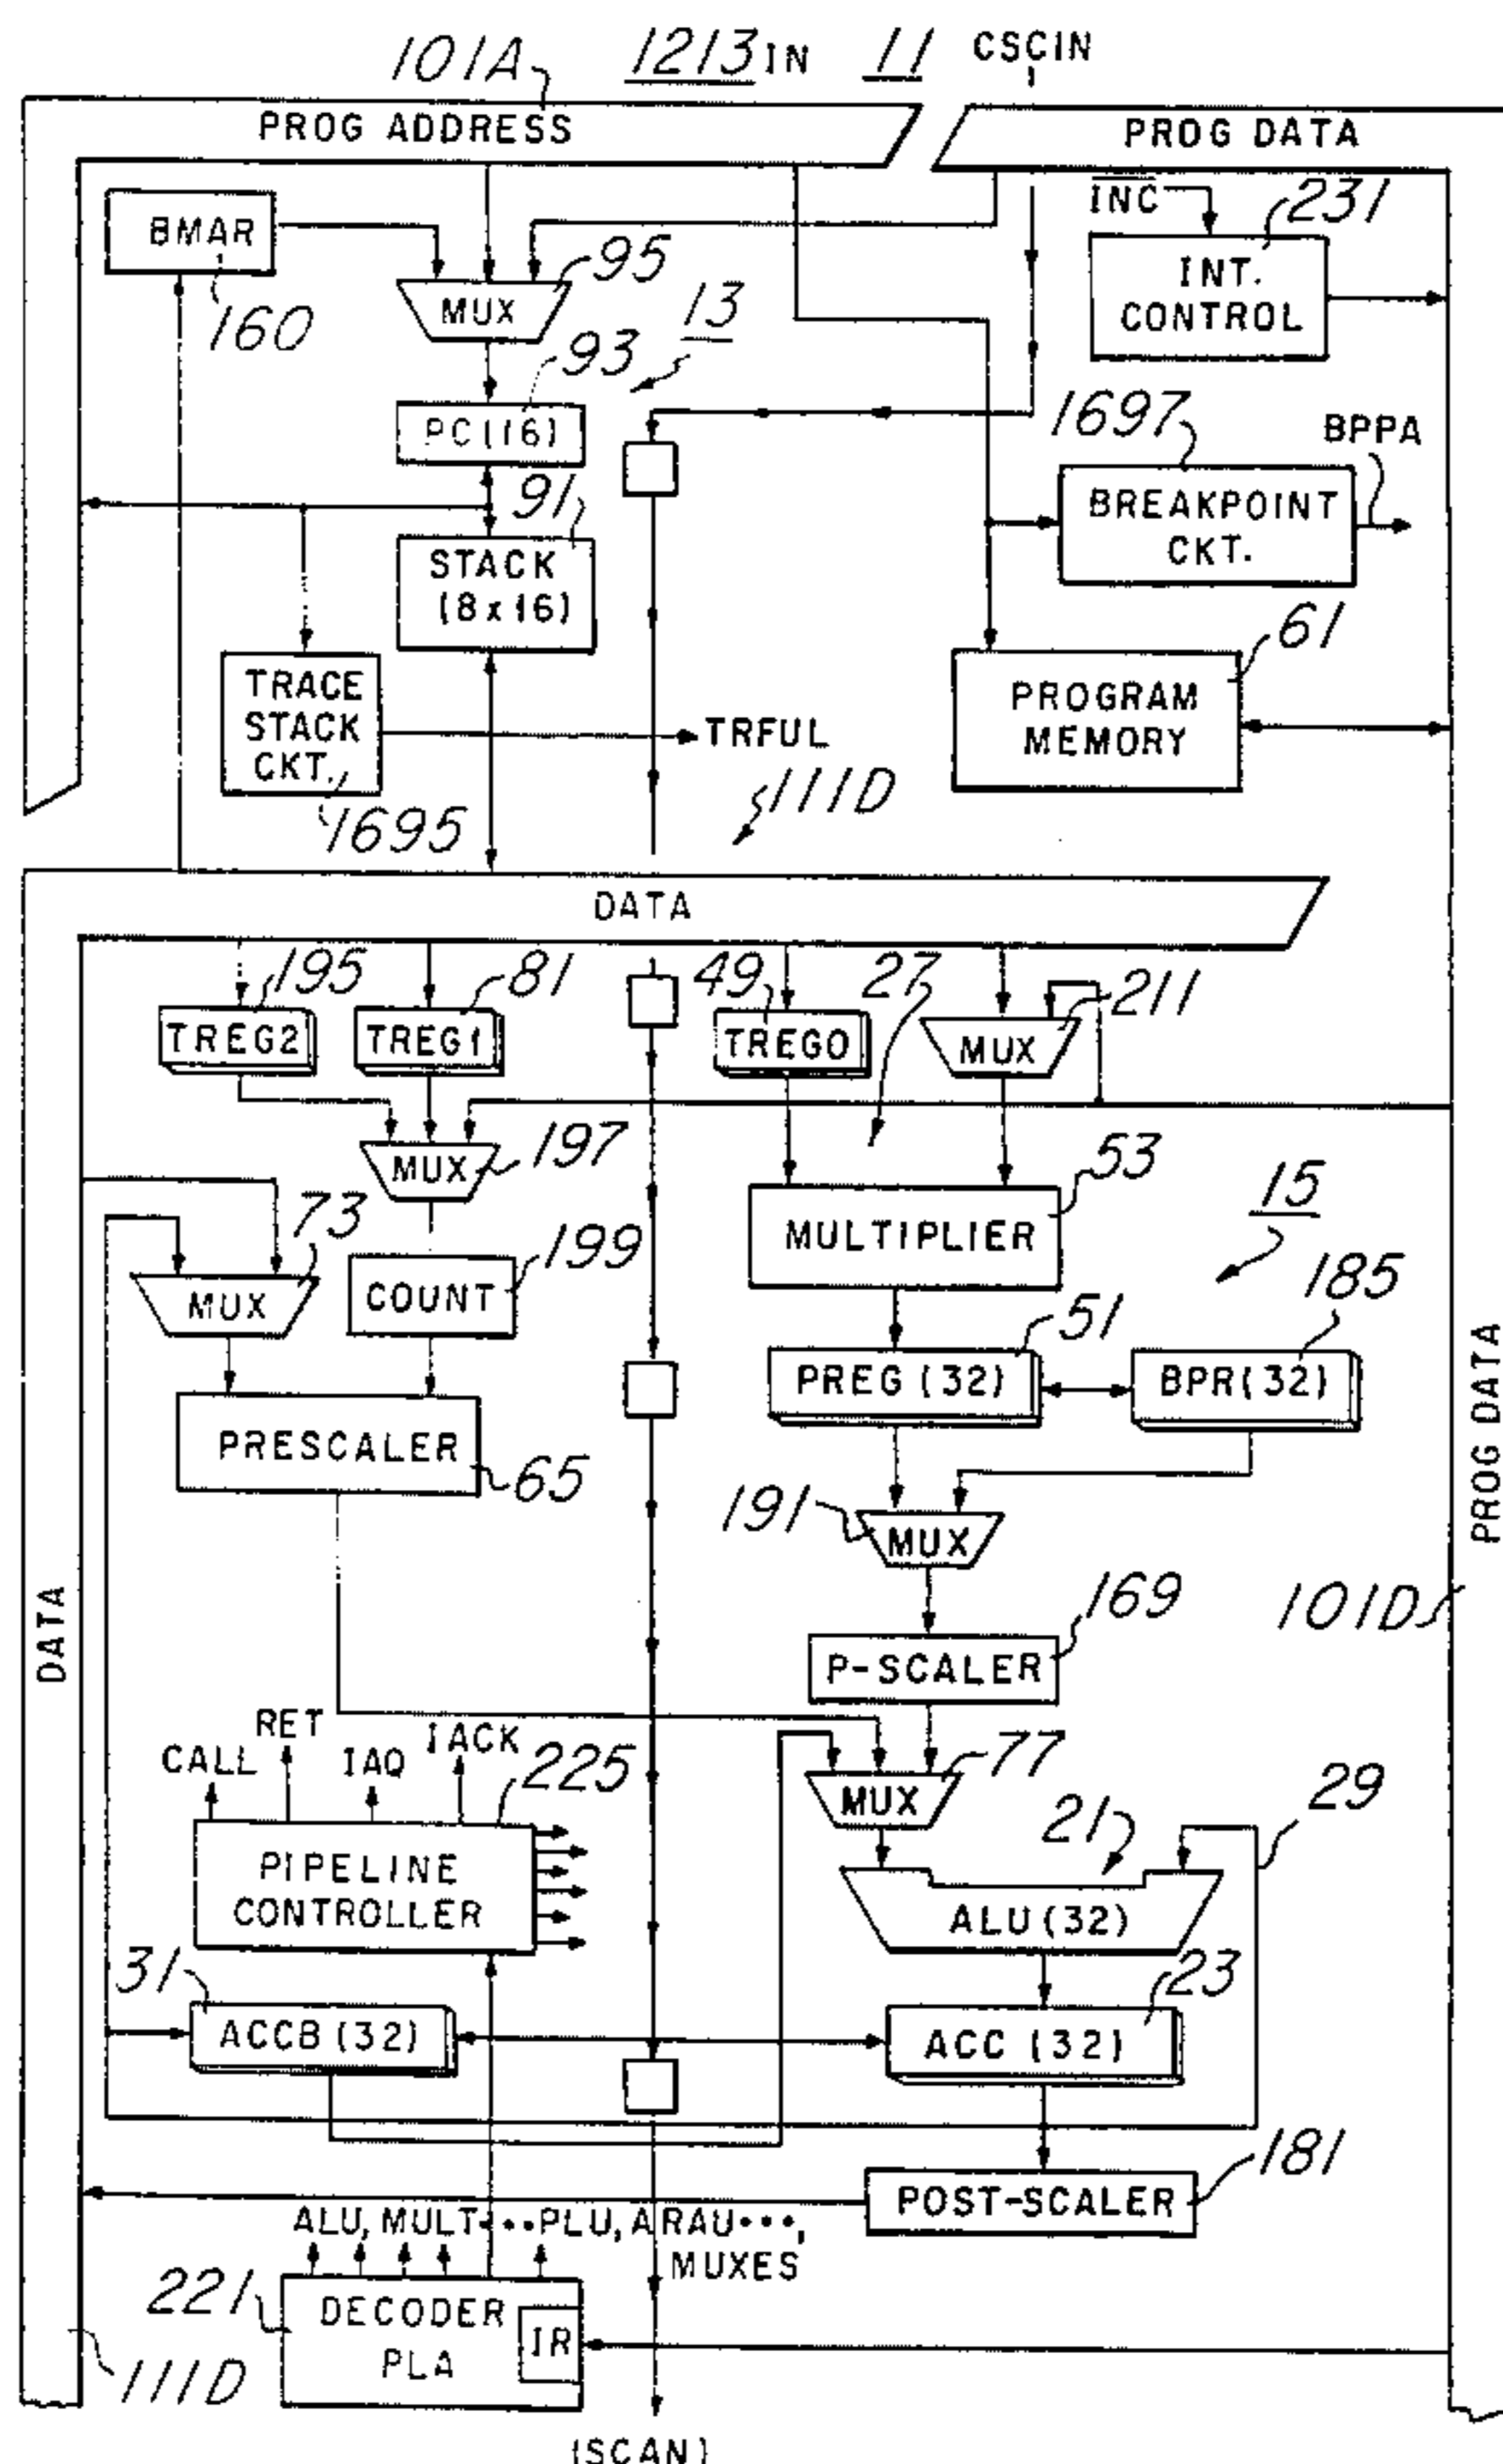 101A 1213 IN 11 CSCIN
PROG ADDRESS PROG DATA
BMAR INC 231
160 MUX 95 INT. CONTROL
13
93
PC(16)
1697 BPPA
91
BREAKPOINT CKT.
STACK (8x16)
61
TRACE STACK CKT.
PROGRAM MEMORY
TRFUL
1695
111D
DATA
195 81 49 27 211
TREG2 TREG1 TREG0 MUX
MUX 197
53
15
73
MULTIPLIER
199
MUX COUNT
185
51
PREG (32) BPR(32)
PROG DATA
PRESCALER
65
191 MUX
169
101D
DATA
P-SCALER
CALL RET IAQ IACK 225
77
MUX
29
21
PIPELINE CONTROLLER
ALU (32)
31
23
ACCB (32) ACC (32)
181
POST-SCALER
ALU, MULT•••PLU, ARAU•••,
MUXES
221
DECODER PLA
IR
111D
(SCAN)